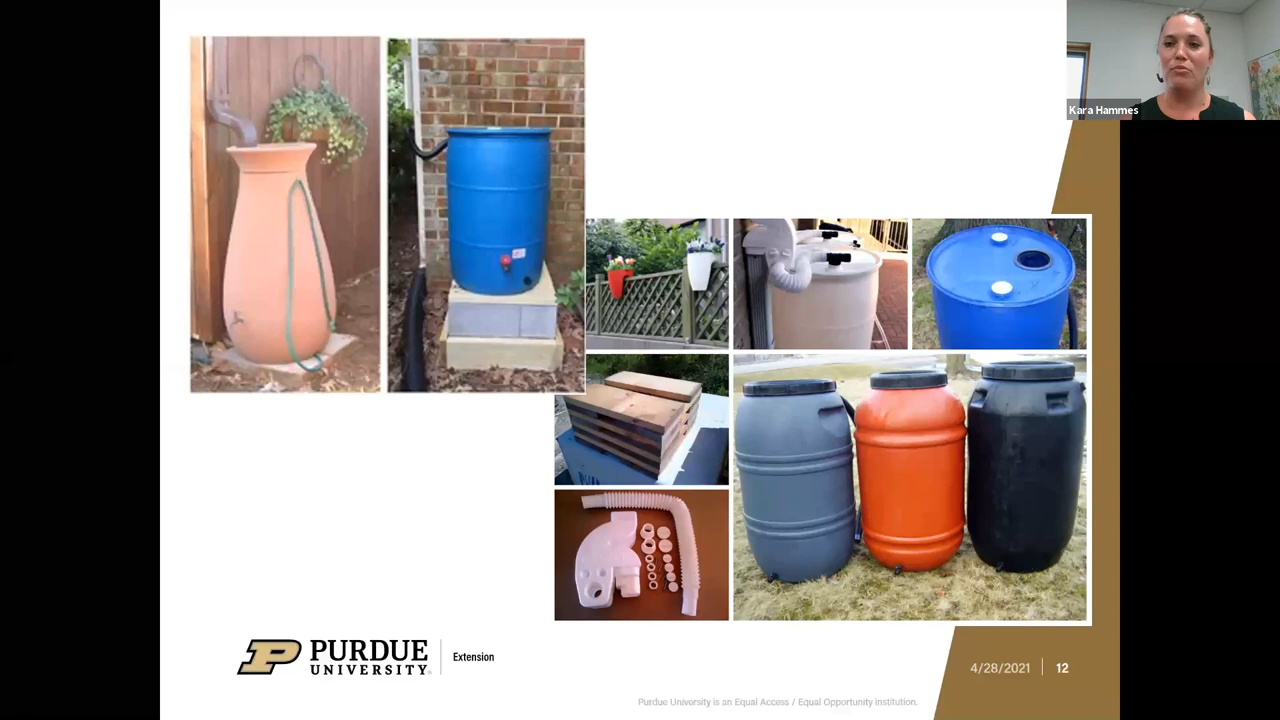 Kara Hammes
PURDUE
UNIVERSITY®
Extension
4/28/2021
12
Purdue University is an Equal Access / Equal Opportunity institution.